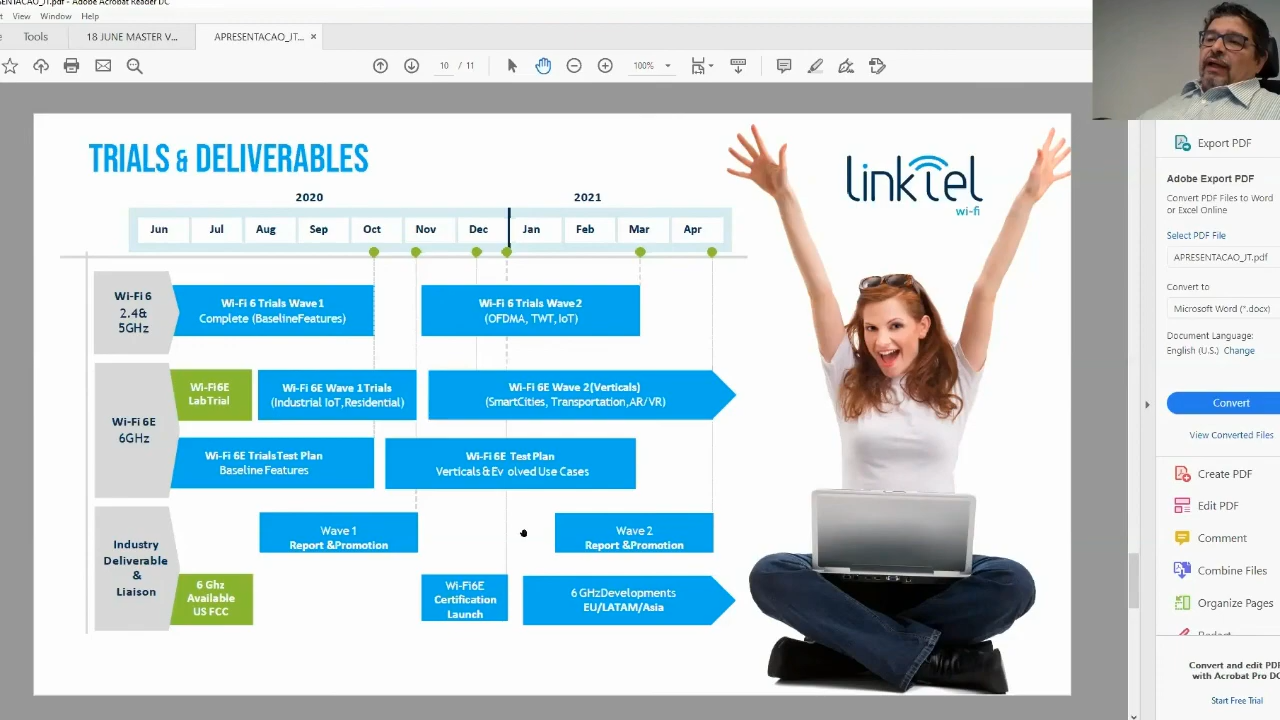 ENTACAO_IT.pdf - Adobe Acrobat Reader DC
View Window Help
Tools
18 JUNE MASTER V...
APRESENTACAO_IT...
10 / 11
100%
TRIALS & DELIVERABLES
linktel
wi-fi
2020
2021
Jun
Jul
Aug
Sep
Oct
Nov
Dec
Jan
Feb
Mar
Apr
Wi-Fi 6
2.4&
5GHz
Wi-Fi 6 Trials Wave1
Complete (BaselineFeatures)
Wi-Fi 6 Trials Wave2
(OFDMA, TWT, IoT)
Wi-Fi 6E
6GHz
Wi-Fi6E
LabTrial
Wi-Fi 6E Wave 1Trials
(Industrial IoT,Residential)
Wi-Fi 6E Wave 2(Verticals)
(SmartCities, Transportation,AR/VR)
Wi-Fi 6E TrialsTest Plan
Baseline Features
Wi-Fi 6E Test Plan
Verticals & Ev olved Use Cases
Industry
Deliverable
&
Liaison
Wave 1
Report &Promotion
Wave 2
Report &Promotion
6 Ghz
Available
US FCC
Wi-Fi6E
Certification
Launch
6 GHzDevelopments
EU/LATAM/Asia
Export PDF
Adobe Export PDF
Convert PDF Files to Word
or Excel Online
Select PDF File
APRESENTACAO_IT.pdf
Convert to
Microsoft Word (*.docx)
Document Language:
English (U.S.) Change
Convert
View Converted Files
Create PDF
Edit PDF
Comment
Combine Files
Organize Pages
Redact
Convert and edit PDF
with Acrobat Pro DC
Start Free Trial